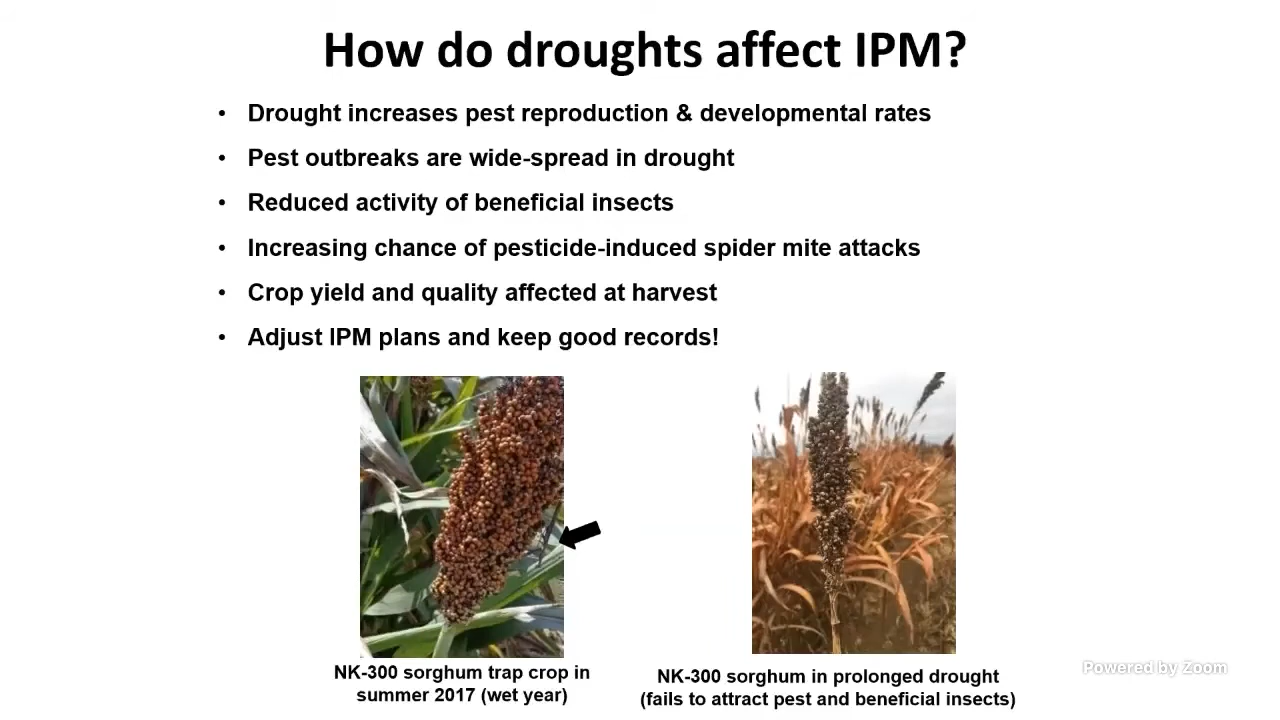 How do droughts affect IPM?
• Drought increases pest reproduction & developmental rates
• Pest outbreaks are wide-spread in drought
• Reduced activity of beneficial insects
• Increasing chance of pesticide-induced spider mite attacks
• Crop yield and quality affected at harvest
• Adjust IPM plans and keep good records!
NK-300 sorghum trap crop in
summer 2017 (wet year)
NK-300 sorghum in prolonged drought
(fails to attract pest and beneficial insects)
Powered by Zoom